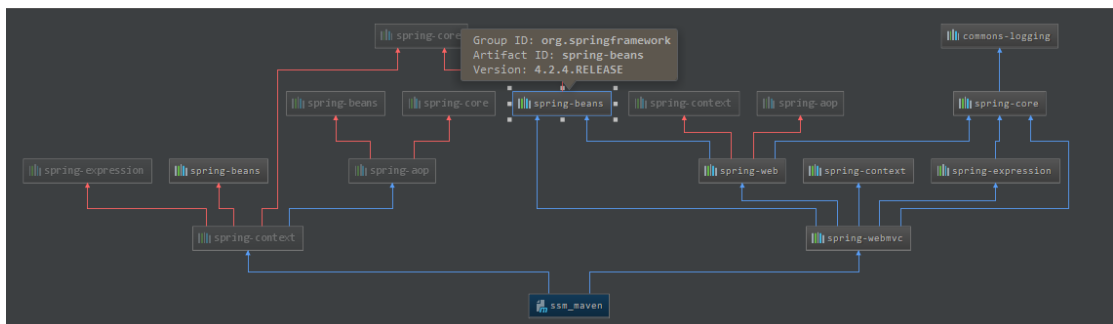 spring-core
Group ID: org.springframework
Artifact ID: spring-beans
Version: 4.2.4.RELEASE
commons-logging
spring-beans
spring-core
spring-beans
spring-context
spring-aop
spring-core
spring-expression
spring-beans
spring-aop
spring-web
spring-context
spring-expression
spring-context
spring-webmvc
ssm_maven